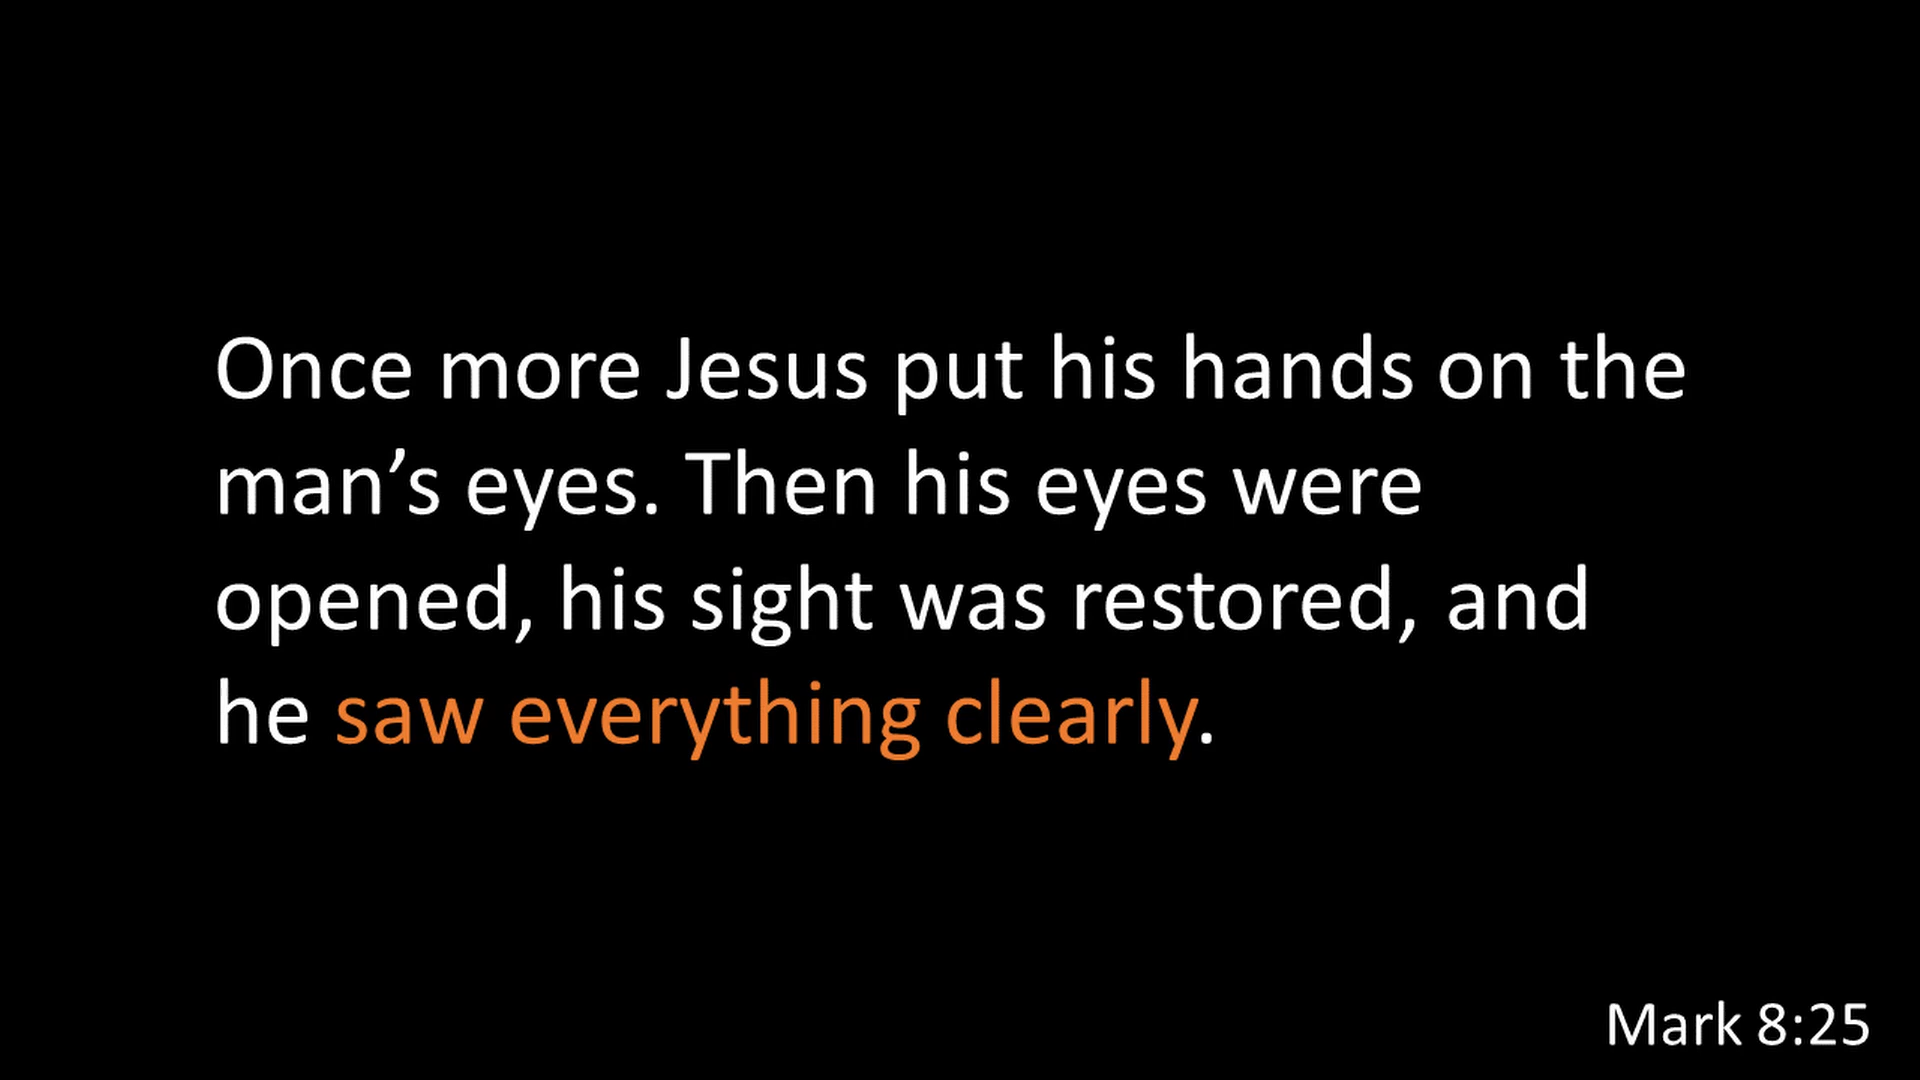 Once more Jesus put his hands on the
man’s eyes. Then his eyes were
opened, his sight was restored, and
he saw everything clearly.
Mark 8:25